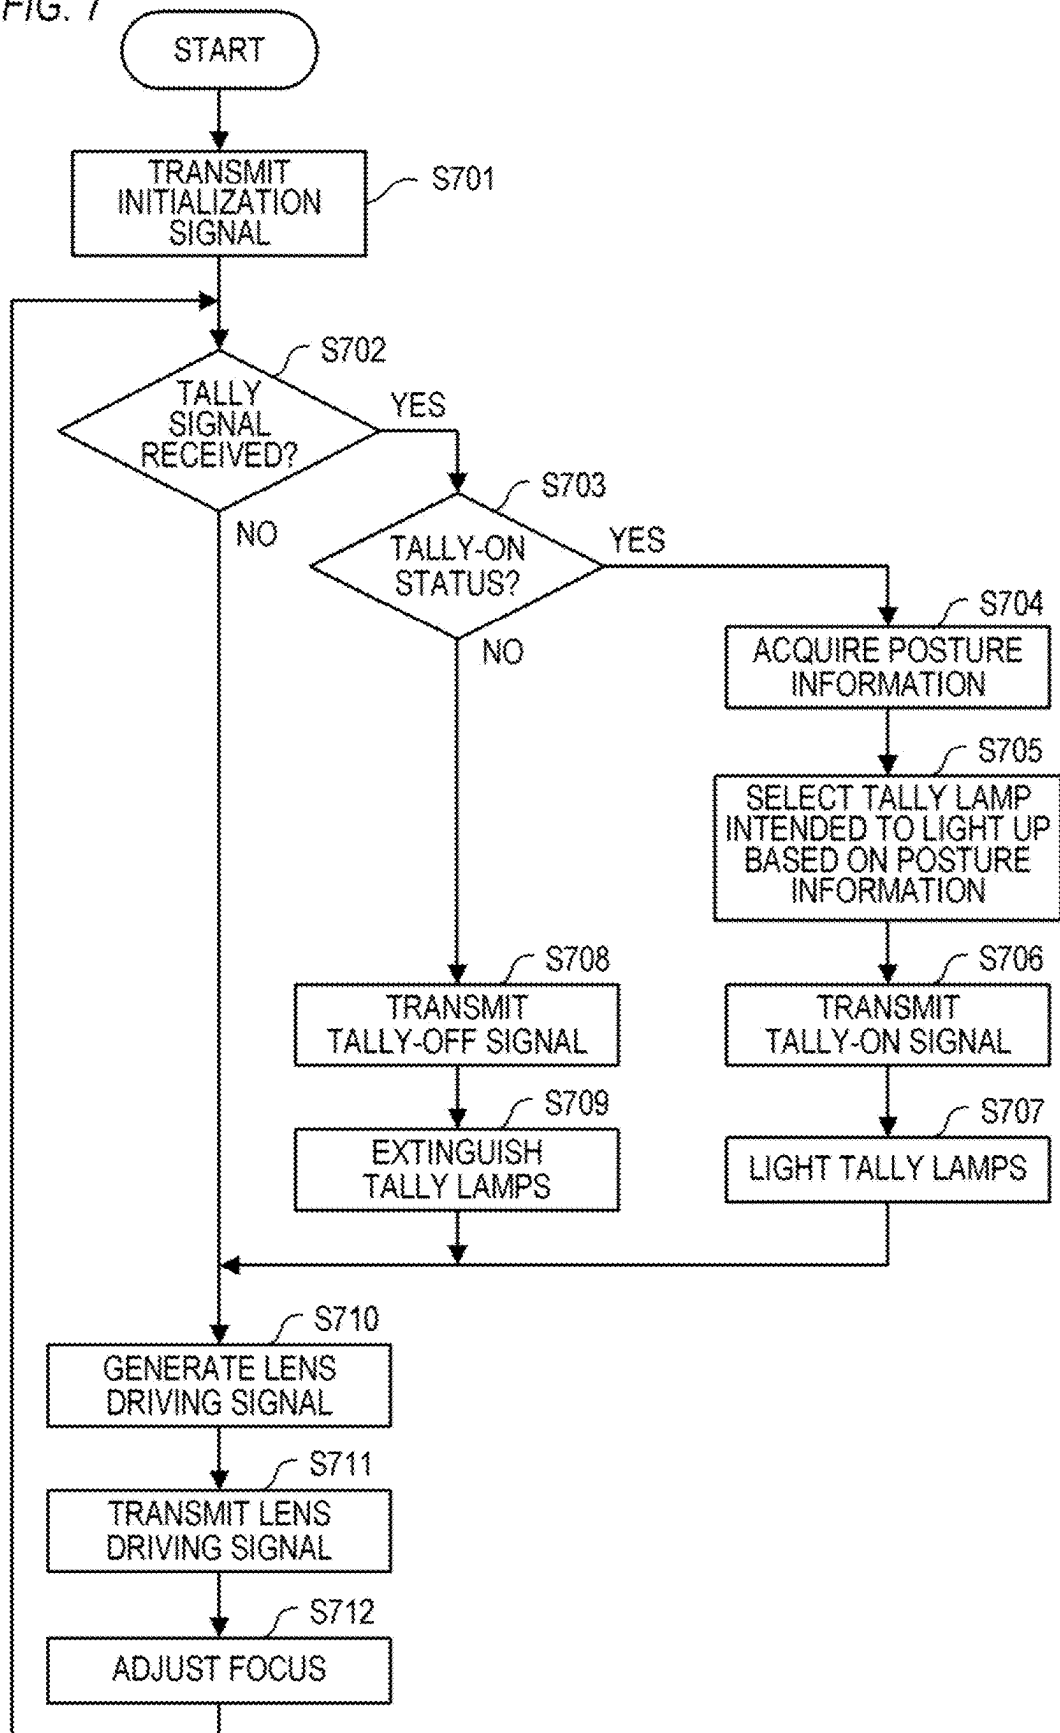 FIG. 7
START
TRANSMIT
INITIALIZATION
SIGNAL
S701
S702
TALLY
SIGNAL
RECEIVED?
YES
NO
S703
TALLY-ON
STATUS?
YES
NO
S704
ACQUIRE POSTURE
INFORMATION
S705
SELECT TALLY LAMP
INTENDED TO LIGHT UP
BASED ON POSTURE
INFORMATION
S708
TRANSMIT
TALLY-OFF SIGNAL
S706
TRANSMIT
TALLY-ON SIGNAL
S709
EXTINGUISH
TALLY LAMPS
S707
LIGHT TALLY LAMPS
S710
GENERATE LENS
DRIVING SIGNAL
S711
TRANSMIT LENS
DRIVING SIGNAL
S712
ADJUST FOCUS